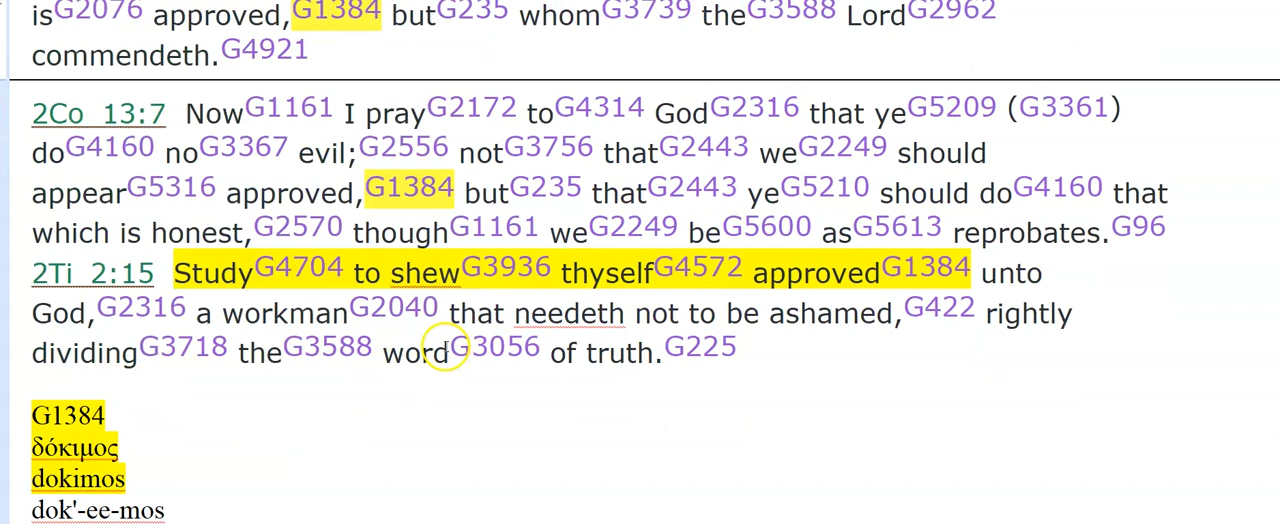 isG2076 approved,G1384 butG235 whomG3739 theG3588 LordG2962
commendeth.G4921
2Co 13:7 NowG1161 I prayG2172 toG4314 GodG2316 that yeG5209 (G3361)
doG4160 noG3367 evil;G2556 notG3756 thatG2443 weG2249 should
appearG5316 approved,G1384 butG235 thatG2443 yeG5210 should doG4160 that
which is honest,G2570 thoughG1161 weG2249 beG5600 asG5613 reprobates.G96
2Ti 2:15 StudyG4704 to shewG3936 thyselfG4572 approvedG1384 unto
God,G2316 a workmanG2040 that needeth not to be ashamed,G422 rightly
dividingG3718 theG3588 wordG3056 of truth.G225
G1384
δόκιμος
dokimos
dok'-ee-mos